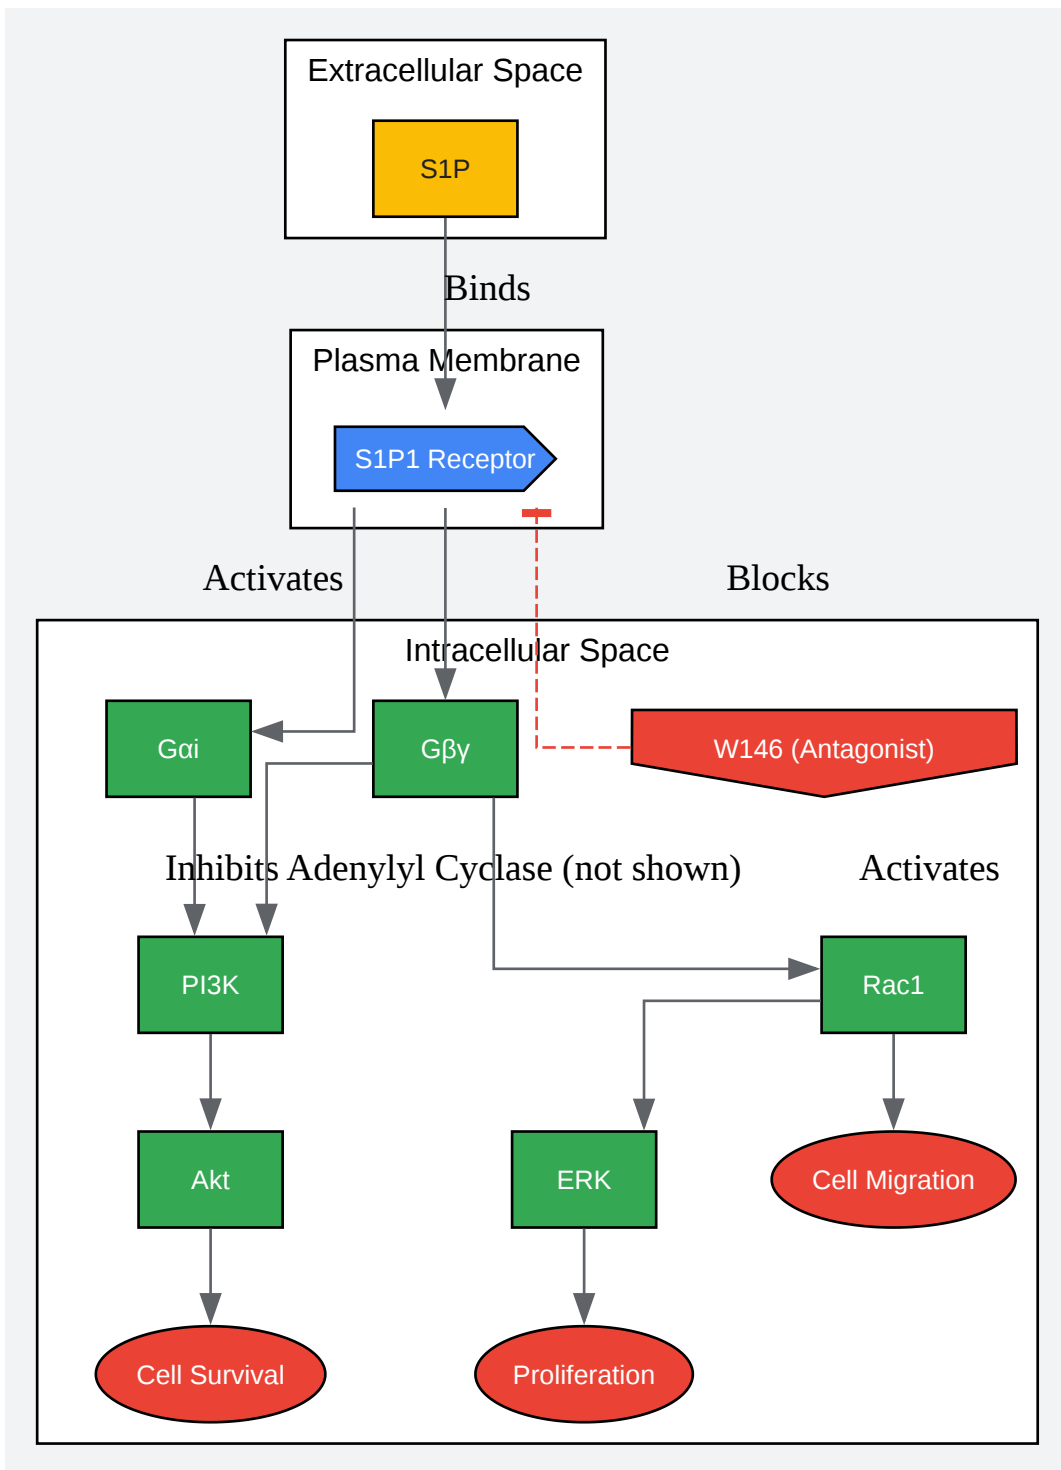 Extracellular Space
S1P
Binds
Plasma Membrane
S1P1 Receptor
Activates
Blocks
Intracellular Space
Gαi
Gβγ
W146 (Antagonist)
Inhibits Adenylyl Cyclase (not shown)
Activates
PI3K
Rac1
Akt
ERK
Cell Migration
Cell Survival
Proliferation